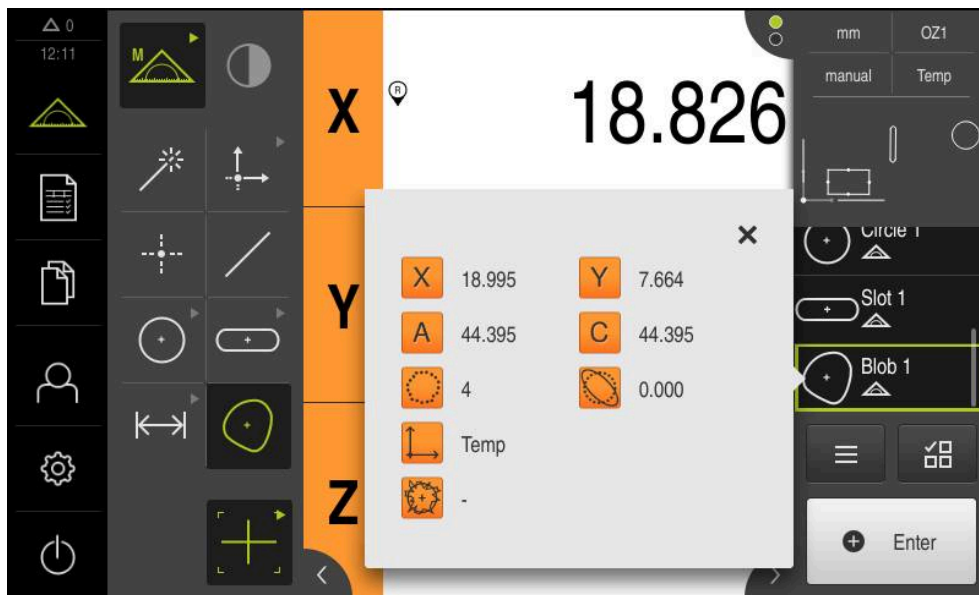 0
12:11
M
X
R
18.826
mm
OZ1
manual
Temp
Circle 1
Slot 1
Blob 1
Y
Z
X 18.995
Y 7.664
A 44.395
C 44.395
4
0.000
Temp
-
Enter